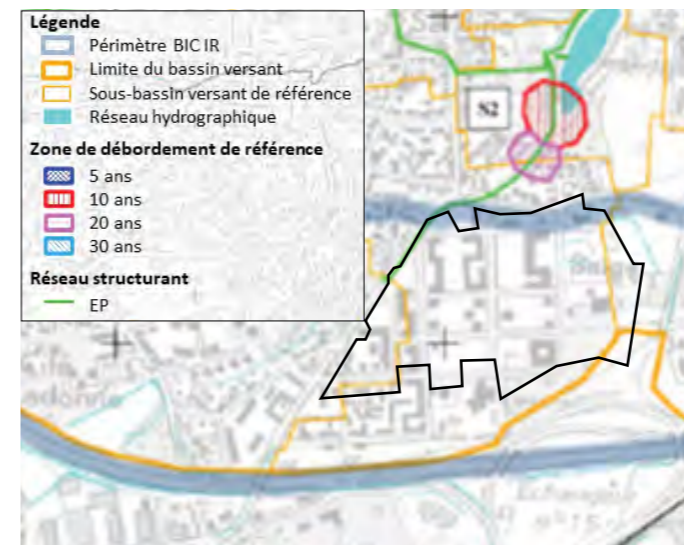 Légende
Périmètre BIC IR
Limite du bassin versant
Sous-bassin versant de référence
Réseau hydrographique
Zone de débordement de référence
5 ans
10 ans
20 ans
30 ans
Réseau structurant
EP